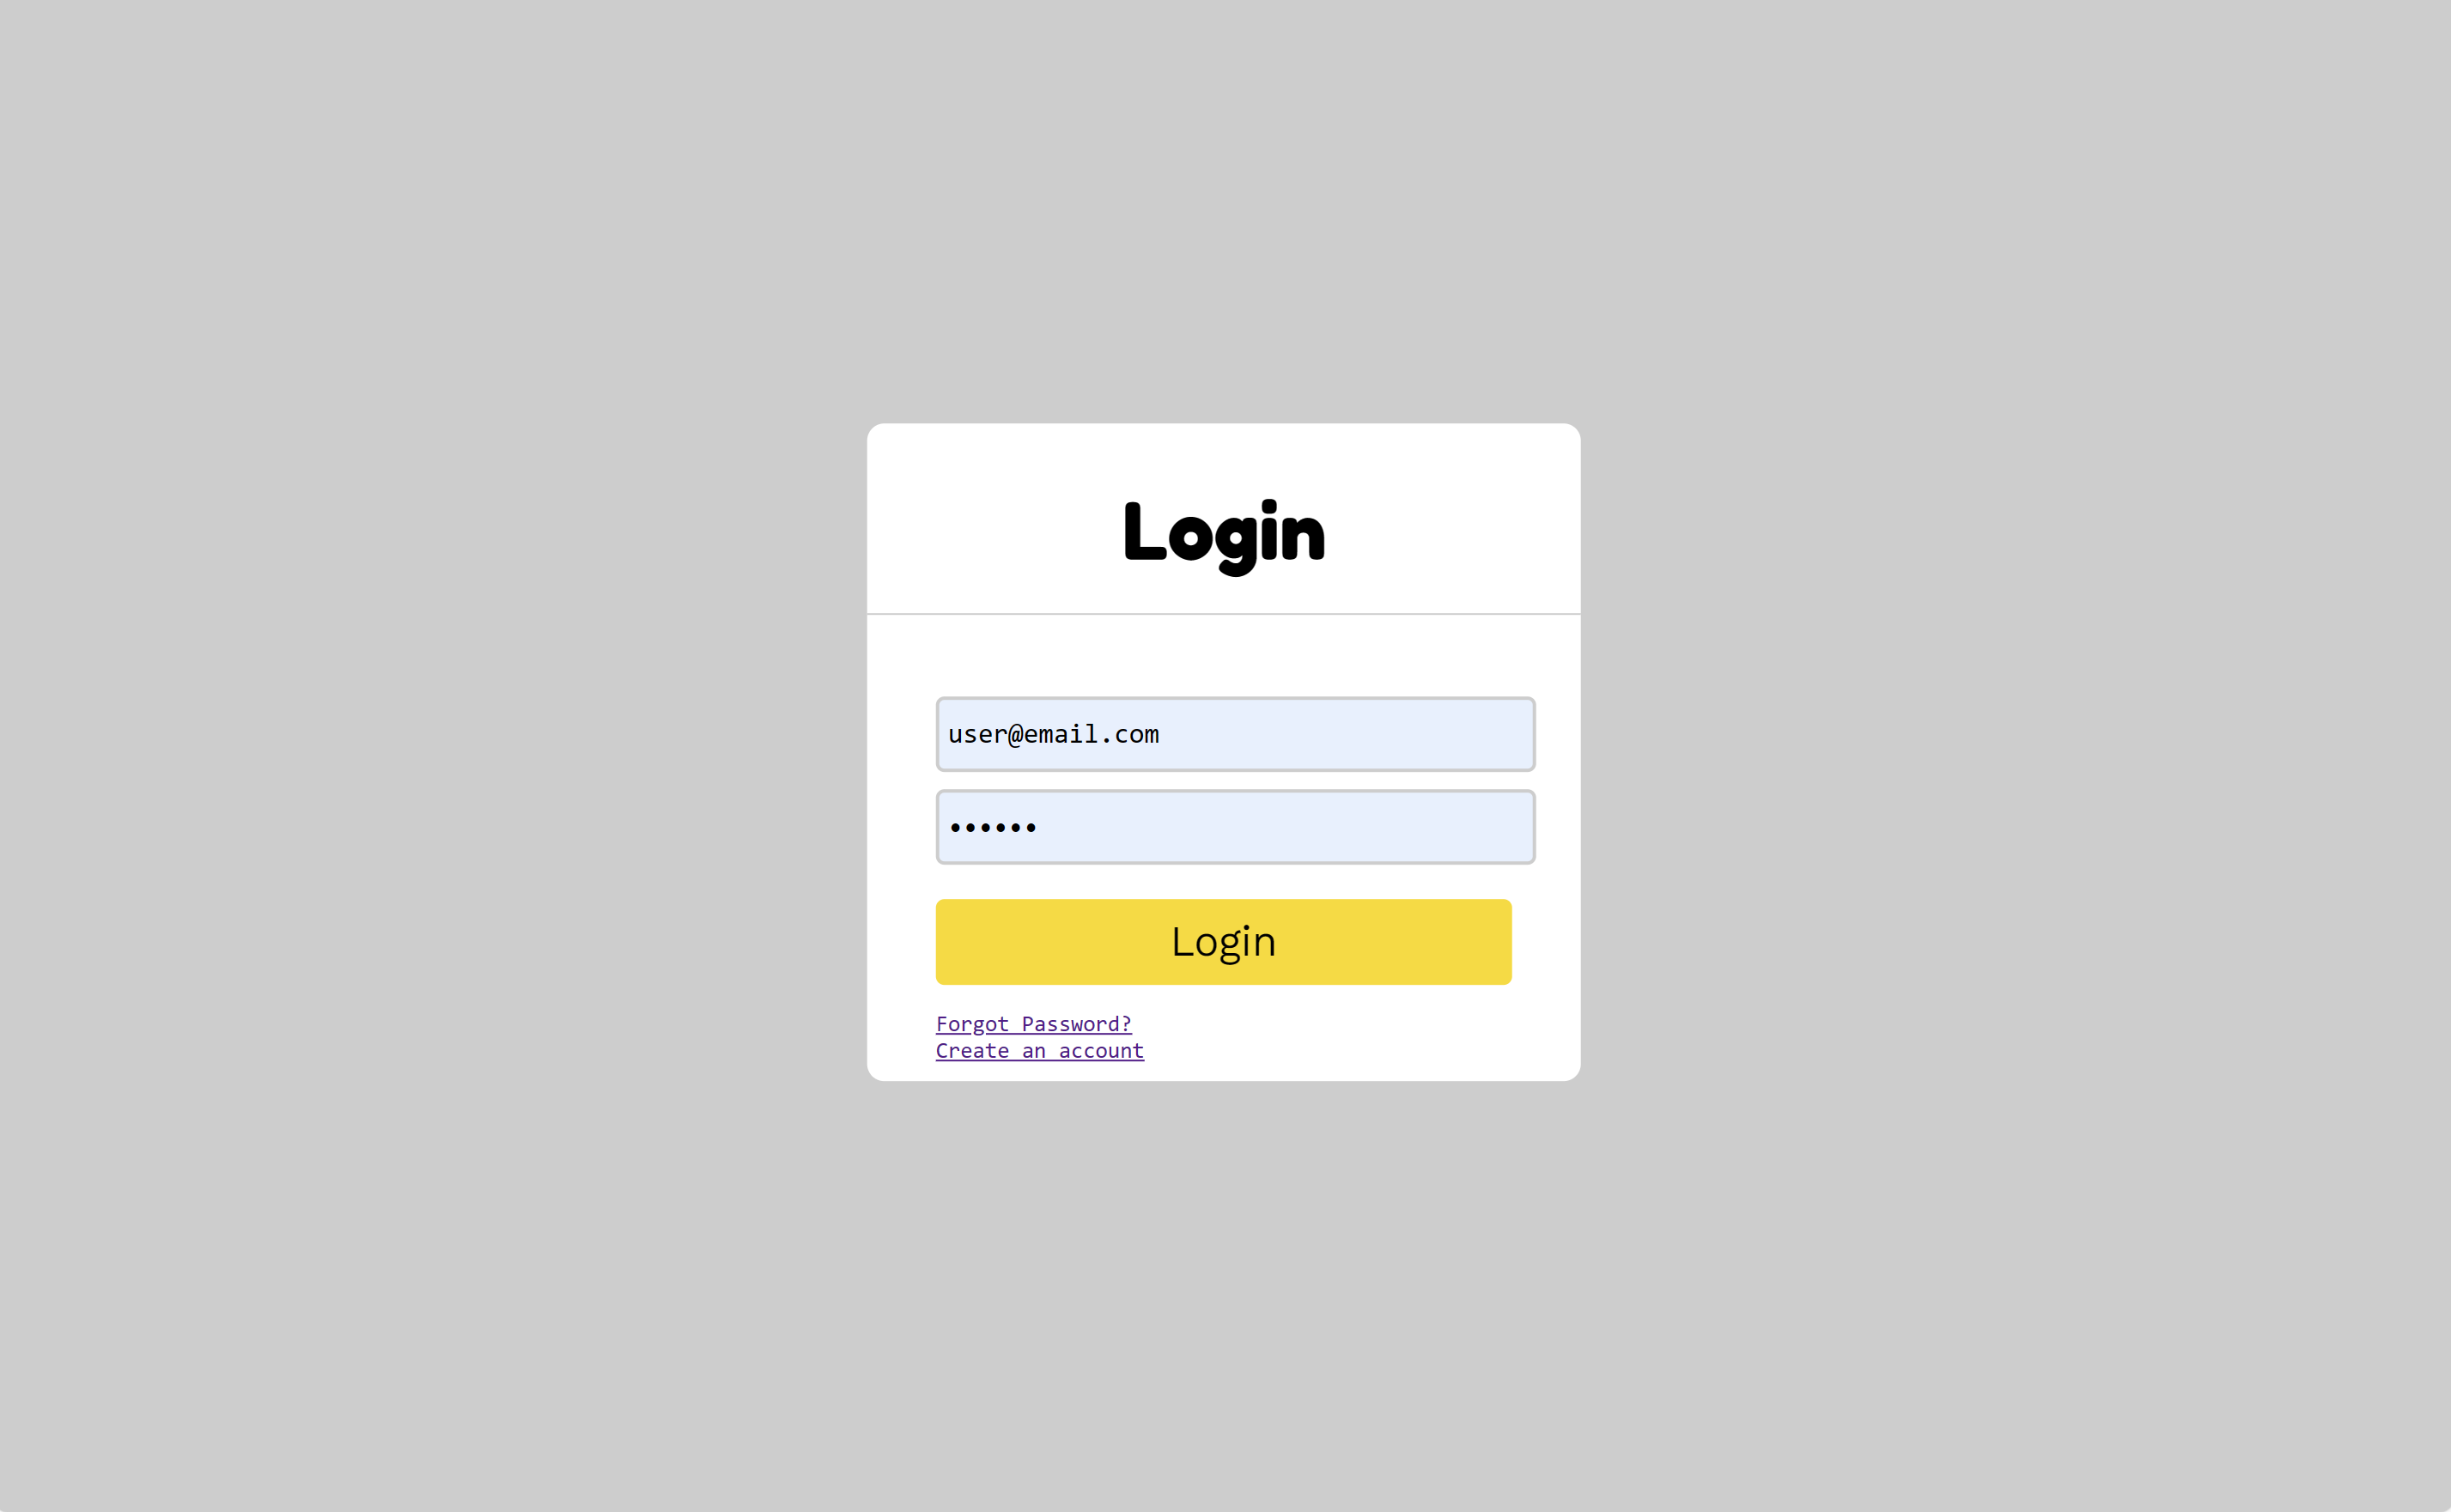 Login
user@email.com
••••••
Login
Forgot Password?
Create an account